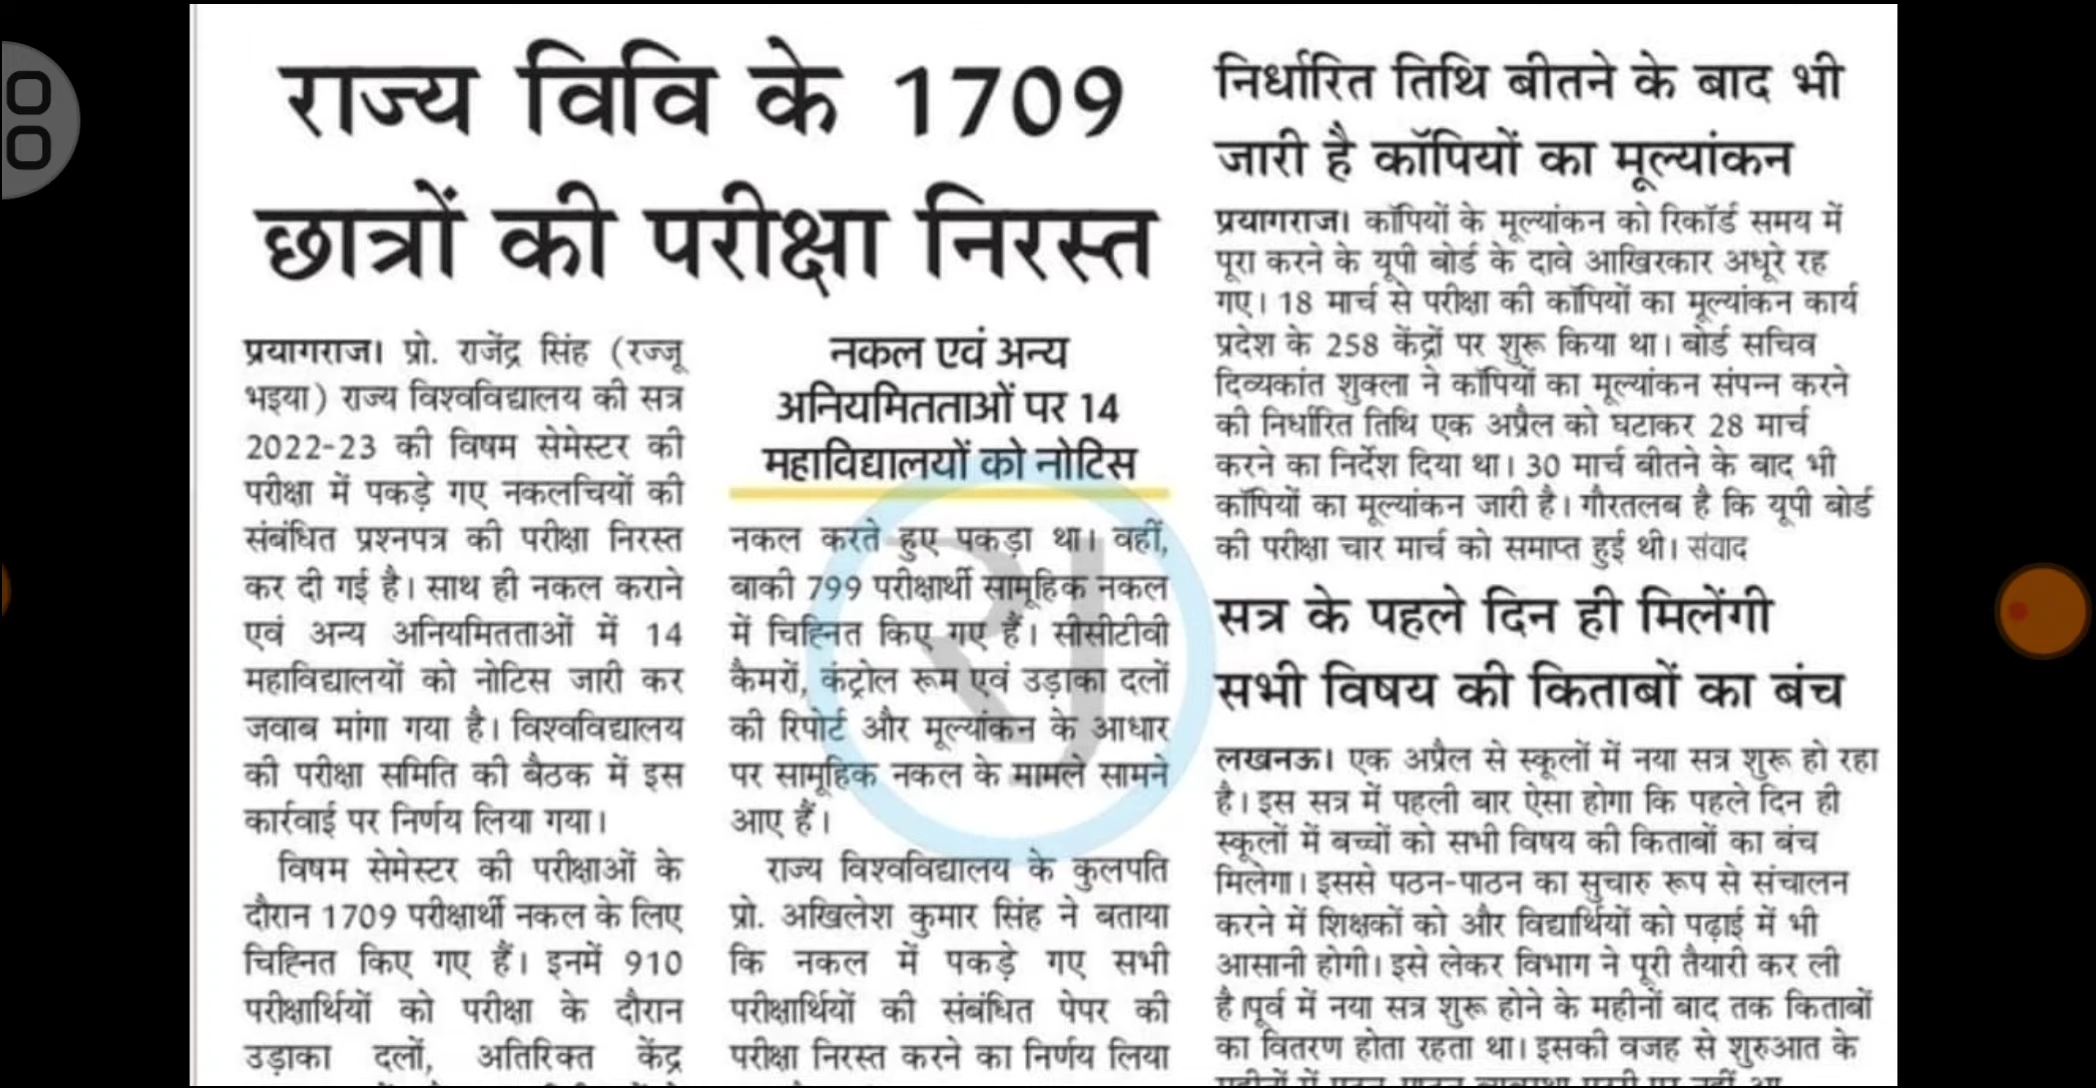 राज्य विवि के 1709
छात्रों की परीक्षा निरस्त
प्रयागराज। प्रो. राजेंद्र सिंह (रज्जू
भइया) राज्य विश्वविद्यालय की सत्र
2022-23 की विषम सेमेस्टर की
परीक्षा में पकड़े गए नकलचियों की
संबंधित प्रश्नपत्र की परीक्षा निरस्त
कर दी गई है। साथ ही नकल कराने
एवं अन्य अनियमितताओं में 14
महाविद्यालयों को नोटिस जारी कर
जवाब मांगा गया है। विश्वविद्यालय
की परीक्षा समिति की बैठक में इस
कार्रवाई पर निर्णय लिया गया।
विषम सेमेस्टर की परीक्षाओं के
दौरान 1709 परीक्षार्थी नकल के लिए
चिह्नित किए गए हैं। इनमें 910
परीक्षार्थियों को परीक्षा के दौरान
उड़ाका दलों, अतिरिक्त केंद्र
नकल एवं अन्य
अनियमितताओं पर 14
महाविद्यालयों को नोटिस
नकल करते हुए पकड़ा था। वहीं,
बाकी 799 परीक्षार्थी सामूहिक नकल
में चिह्नित किए गए हैं। सीसीटीवी
कैमरों, कंट्रोल रूम एवं उड़ाका दलों
की रिपोर्ट और मूल्यांकन के आधार
पर सामूहिक नकल के मामले सामने
आए हैं।
राज्य विश्वविद्यालय के कुलपति
प्रो. अखिलेश कुमार सिंह ने बताया
कि नकल में पकड़े गए सभी
परीक्षार्थियों की संबंधित पेपर की
परीक्षा निरस्त करने का निर्णय लिया
निर्धारित तिथि बीतने के बाद भी
जारी है कॉपियों का मूल्यांकन
प्रयागराज। कॉपियों के मूल्यांकन को रिकॉर्ड समय में
पूरा करने के यूपी बोर्ड के दावे आखिरकार अधूरे रह
गए। 18 मार्च से परीक्षा की कॉपियों का मूल्यांकन कार्य
प्रदेश के 258 केंद्रों पर शुरू किया था। बोर्ड सचिव
दिव्यकांत शुक्ला ने कॉपियों का मूल्यांकन संपन्न करने
की निर्धारित तिथि एक अप्रैल को घटाकर 28 मार्च
करने का निर्देश दिया था। 30 मार्च बीतने के बाद भी
कॉपियों का मूल्यांकन जारी है। गौरतलब है कि यूपी बोर्ड
की परीक्षा चार मार्च को समाप्त हुई थी। संवाद
सत्र के पहले दिन ही मिलेंगी
सभी विषय की किताबों का बंच
लखनऊ। एक अप्रैल से स्कूलों में नया सत्र शुरू हो रहा
है। इस सत्र में पहली बार ऐसा होगा कि पहले दिन ही
स्कूलों में बच्चों को सभी विषय की किताबों का बंच
मिलेगा। इससे पठन-पाठन का सुचारु रूप से संचालन
करने में शिक्षकों को और विद्यार्थियों को पढ़ाई में भी
आसानी होगी। इसे लेकर विभाग ने पूरी तैयारी कर ली
है।पूर्व में नया सत्र शुरू होने के महीनों बाद तक किताबों
का वितरण होता रहता था। इसकी वजह से शुरुआत के